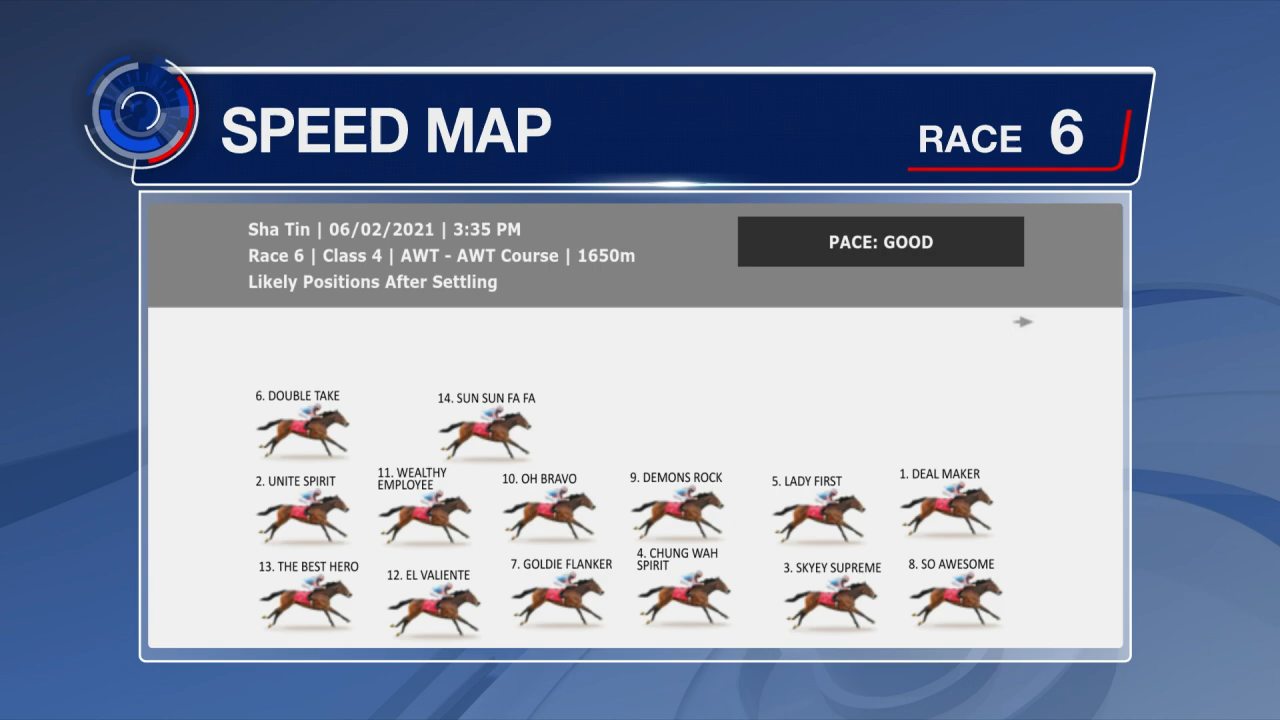 SPEED MAP
RACE 6
Sha Tin | 06/02/2021 | 3:35 PM
Race 6 | Class 4 | AWT - AWT Course | 1650m
Likely Positions After Settling
PACE: GOOD
6. DOUBLE TAKE
14. SUN SUN FA FA
2. UNITE SPIRIT
11. WEALTHY
EMPLOYEE
10. OH BRAVO
9. DEMONS ROCK
5. LADY FIRST
1. DEAL MAKER
13. THE BEST HERO
12. EL VALIENTE
7. GOLDIE FLANKER
4. CHUNG WAH
SPIRIT
3. SKYEY SUPREME
8. SO AWESOME